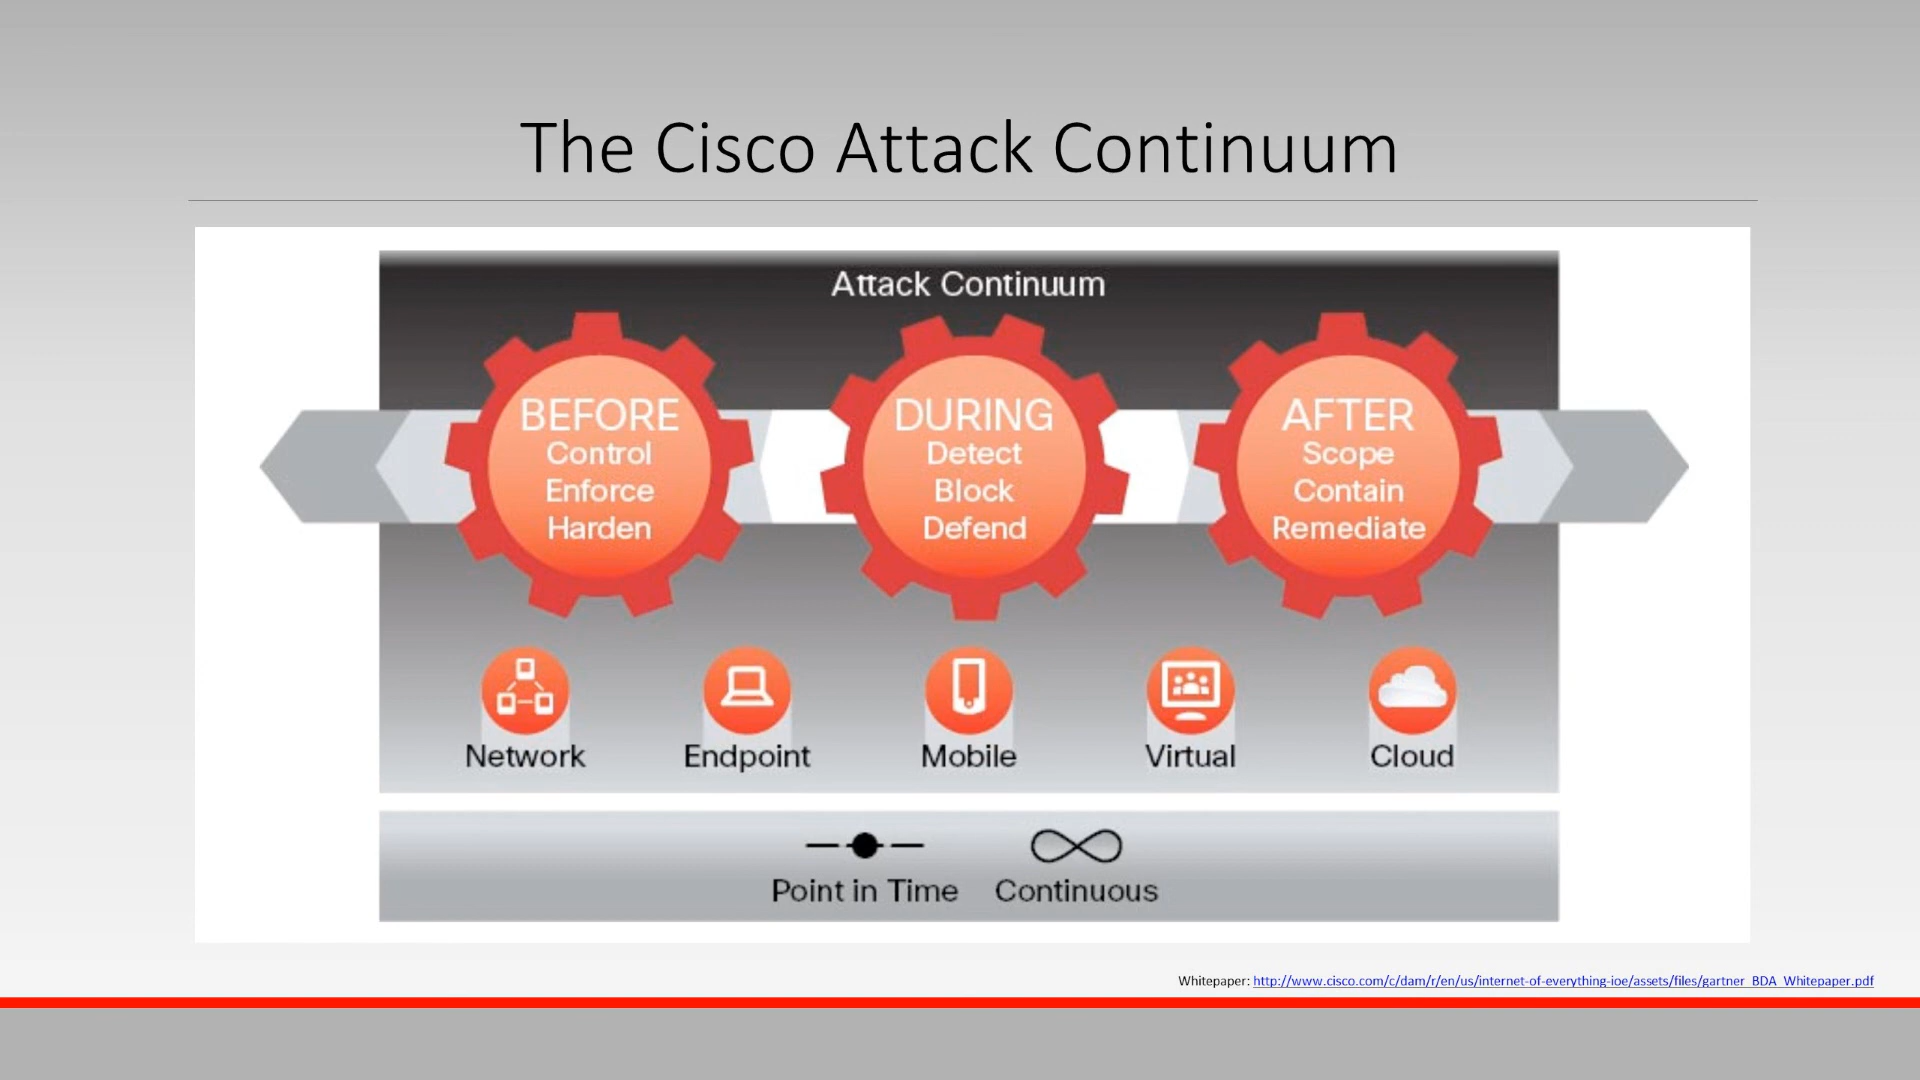 The Cisco Attack Continuum
Attack Continuum
BEFORE
Control
Enforce
Harden
DURING
Detect
Block
Defend
AFTER
Scope
Contain
Remediate
Network
Endpoint
Mobile
Virtual
Cloud
Point in Time
Continuous
Whitepaper: http://www.cisco.com/c/dam/r/en/us/internet-of-everything-ioe/assets/files/gartner_BDA_Whitepaper.pdf